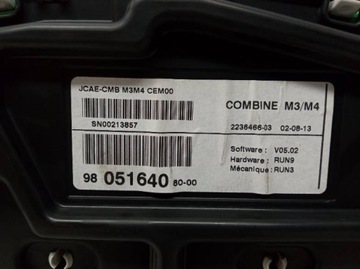 JCAE-CMB M3M4 CEM00
COMBINE M3/M4
SN00213857
2236466-03 02-08-13
Software : V05.02
Hardware : RUN9
Mécanique : RUN3
98 051640 80-00